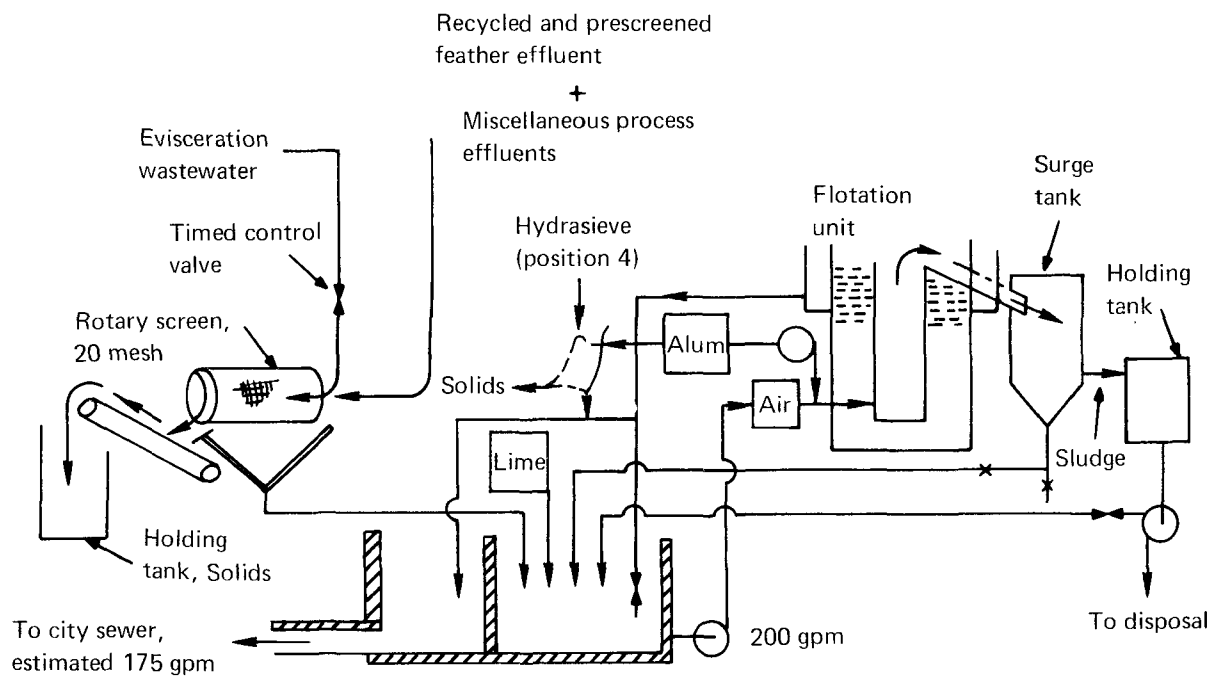 Recycled and prescreened
feather effluent
+
Miscellaneous process
effluents
Evisceration
wastewater
Timed control
valve
Rotary screen,
20 mesh
Hydrasieve
(position 4)
Flotation
unit
Surge
tank
Holding
tank
Alum
Solids
Air
Lime
Sludge
Holding
tank, Solids
To city sewer,
estimated 175 gpm
200 gpm
To disposal